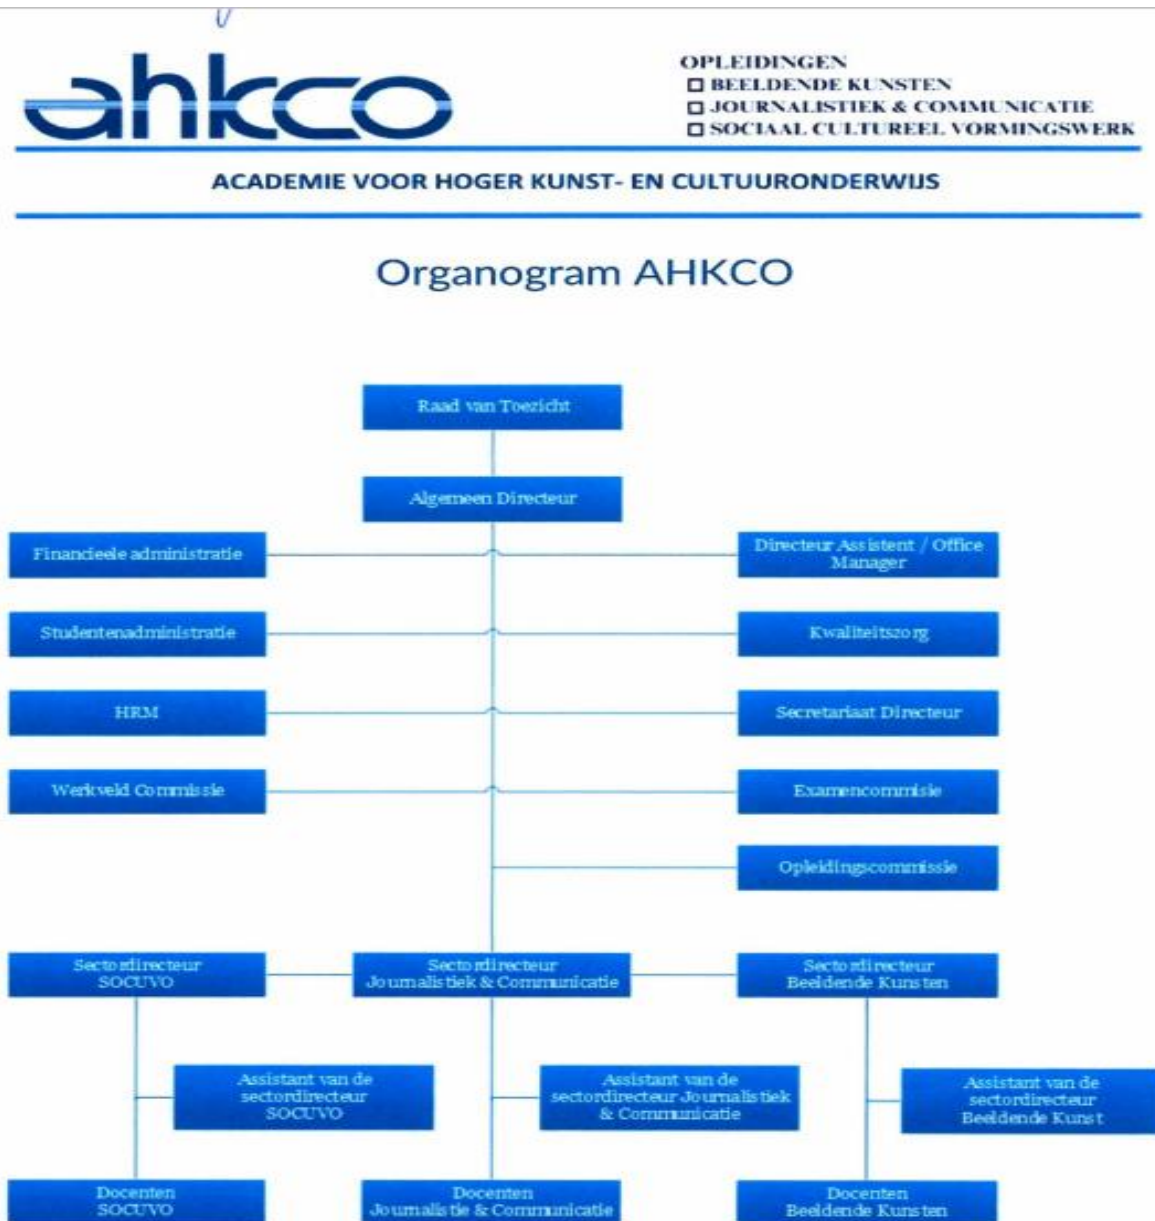 ahkco
OPLEIDINGEN
☐ BEELDENDE KUNSTEN
☐ JOURNALISTIEK & COMMUNICATIE
☐ SOCIAAL CULTUREEL VORMINGSWERK
ACADEMIE VOOR HOGER KUNST- EN CULTUURONDERWIJS
Organogram AHKCO
Raad van Toezicht
Algemeen Directeur
Financieele administratie
Directeur Assistent / Office
Manager
Studentenadministratie
Kwaliteitszorg
HRM
Secretariaat Directeur
Werkveld Commissie
Examencommisie
Opleidingscommissie
Sectordirecteur
SOCUVO
Sectordirecteur
Journalistiek & Communicatie
Sectordirecteur
Beeldende Kunsten
Assistant van de
sectordirecteur
SOCUVO
Assistant van de
sectordirecteur Journalistiek
& Communicatie
Assistant van de
sectordirecteur
Beeldende Kunst
Docenten
SOCUVO
Docenten
Journalistie & Communicatie
Docenten
Beeldende Kunsten